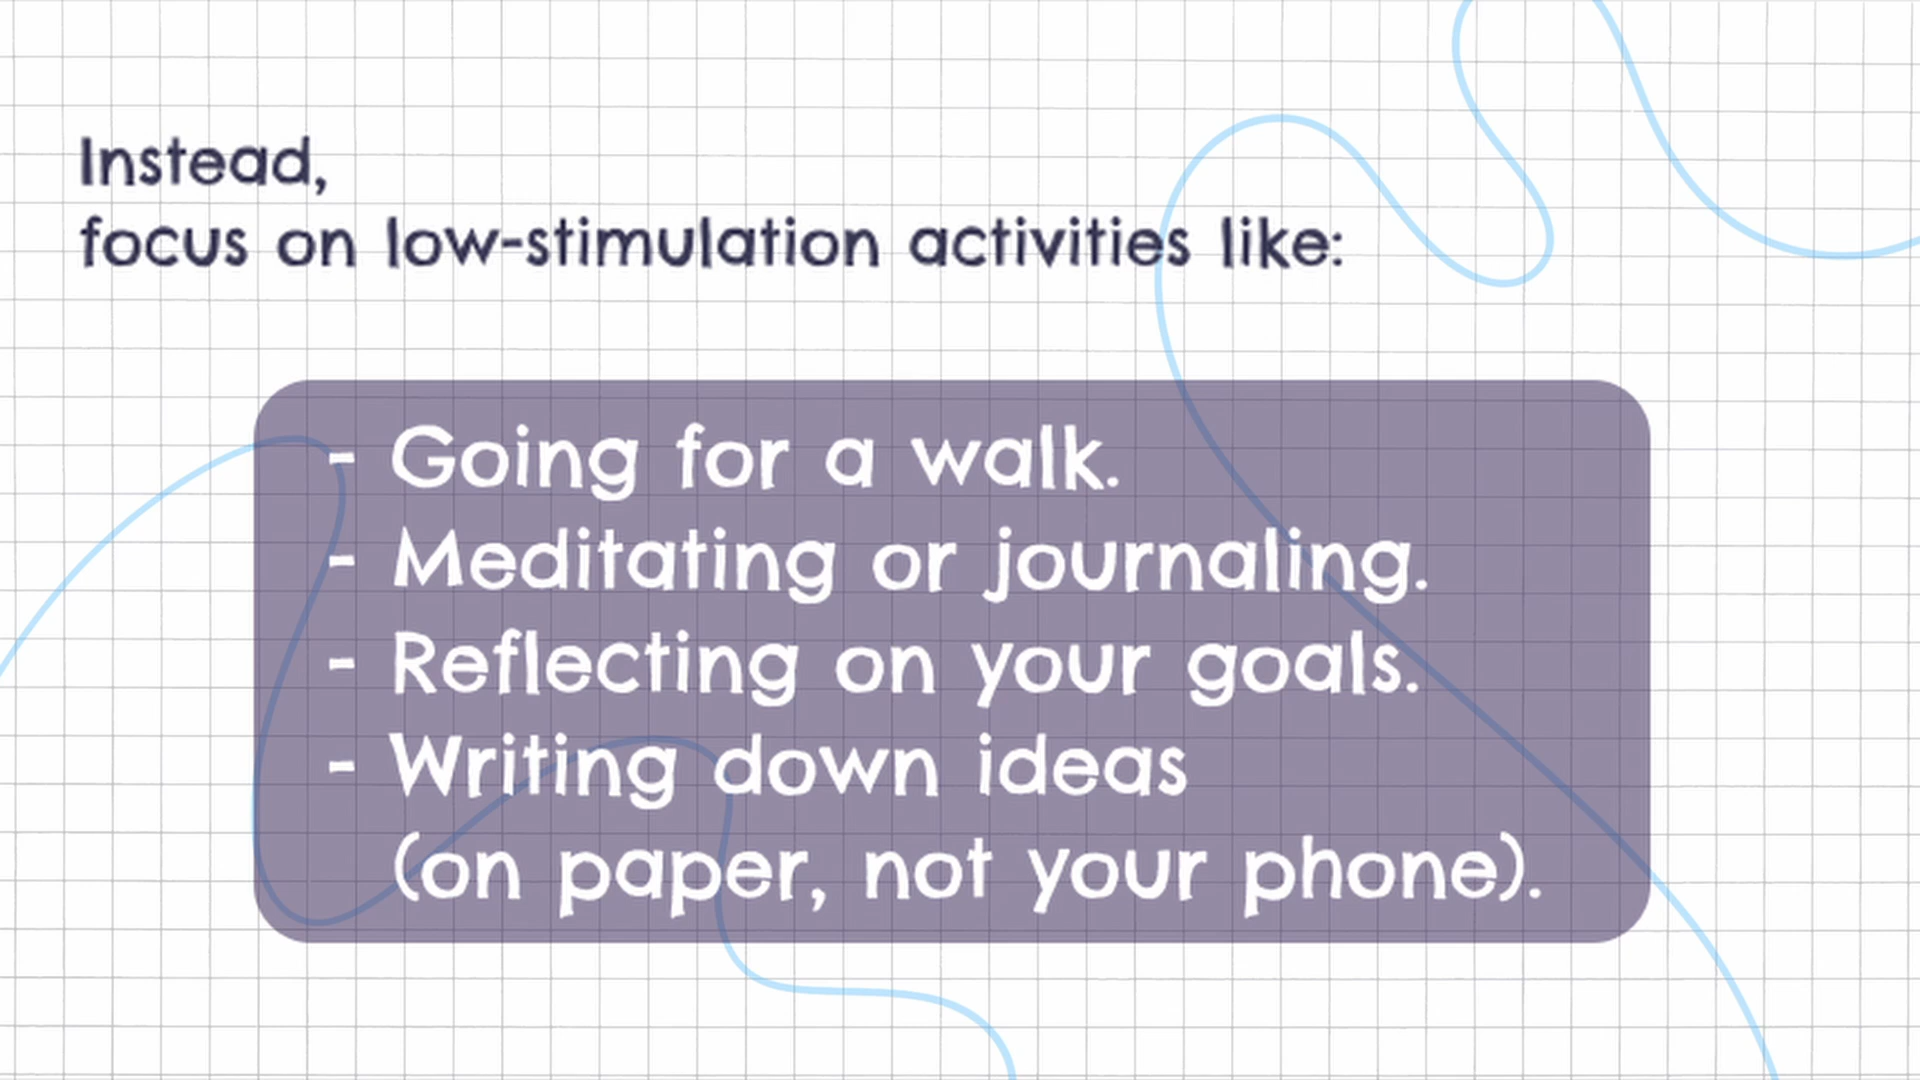 Instead,
focus on low-stimulation activities like:
- Going for a walk.
- Meditating or journaling.
- Reflecting on your goals.
- Writing down ideas
(on paper, not your phone).